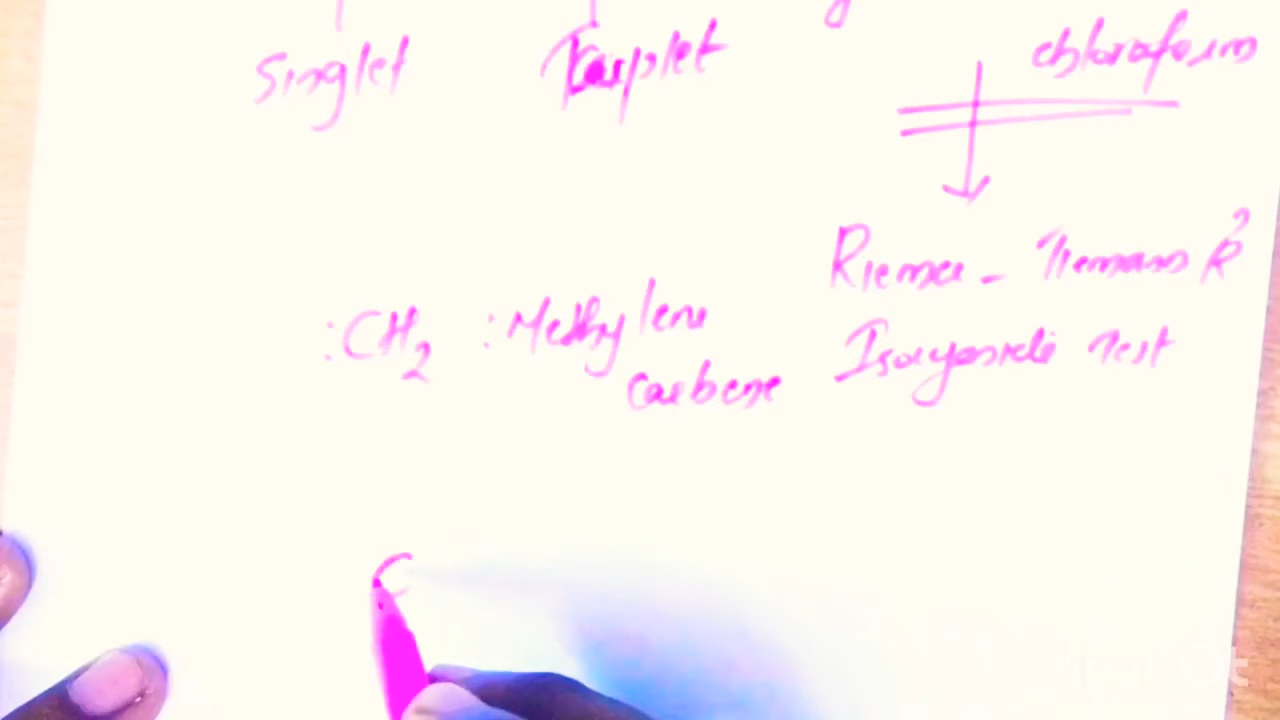 Singlet Triplet chloroform
Riemer - Tiemann R
:CH2 :Methylene
carbene Isocyanide Test
C